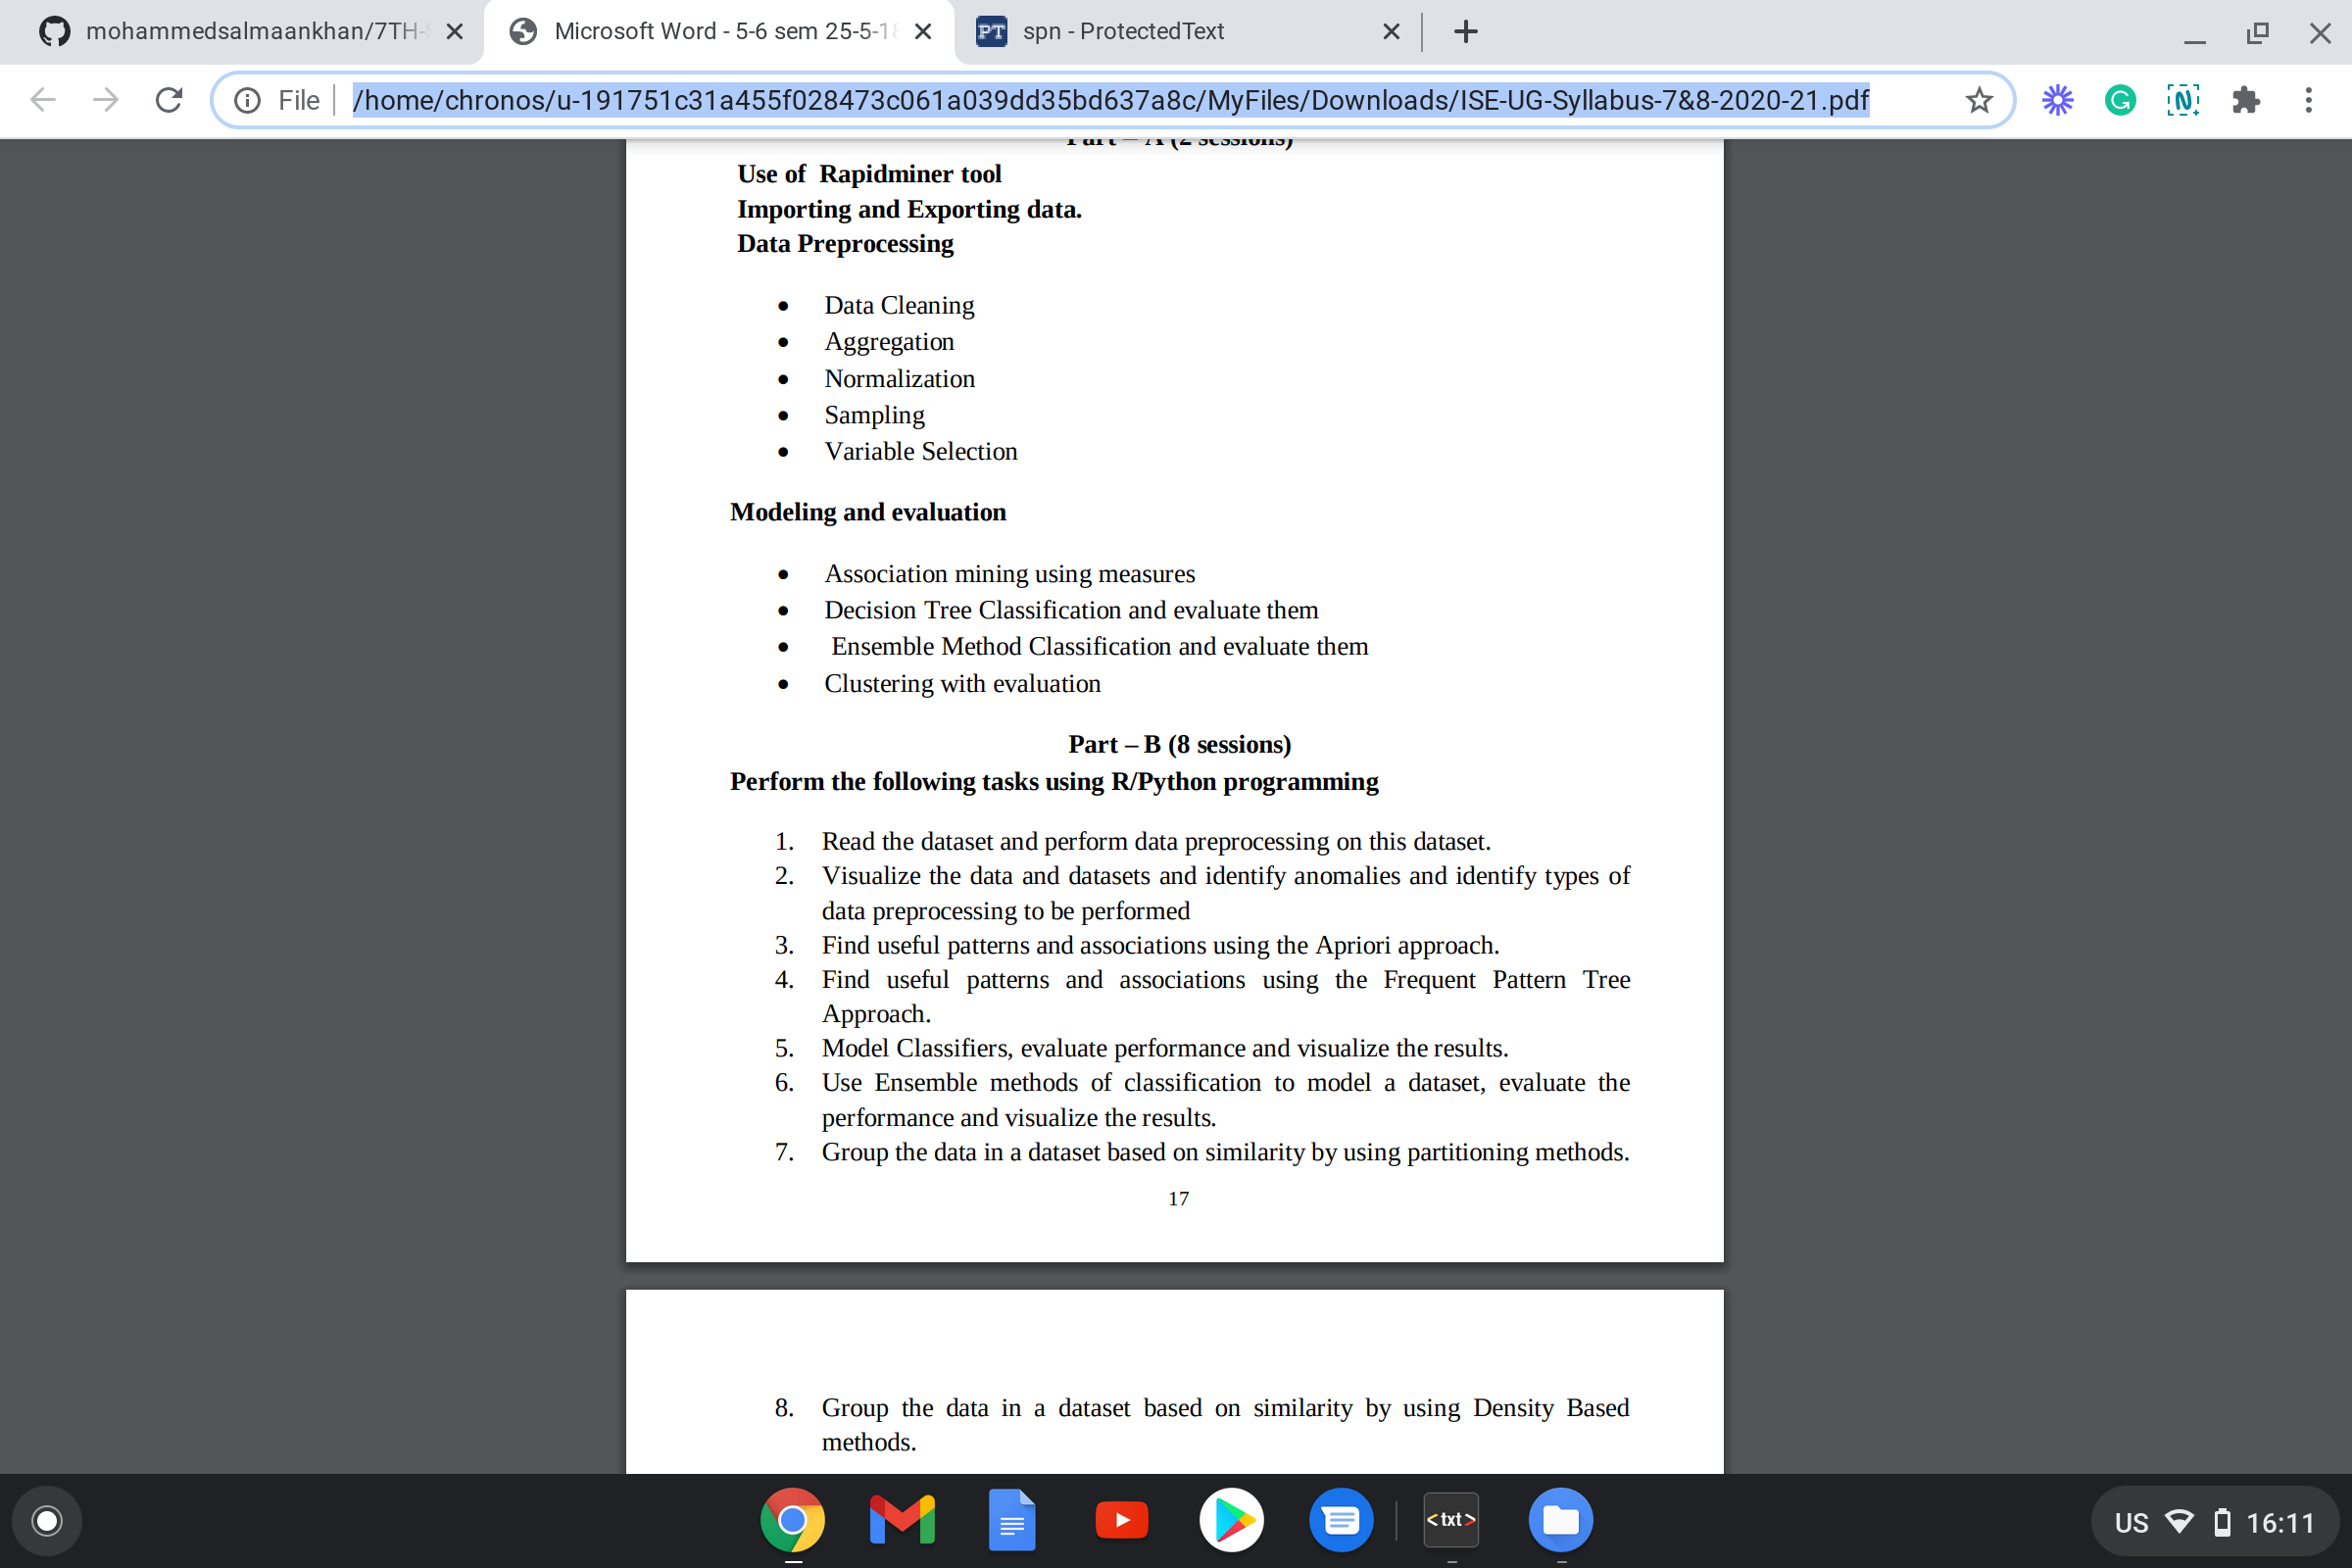 mohammedsalmaankhan/7TH-
Microsoft Word - 5-6 sem 25-5-18
spn - ProtectedText
File
/home/chronos/u-191751c31a455f028473c061a039dd35bd637a8c/MyFiles/Downloads/ISE-UG-Syllabus-7&8-2020-21.pdf
Part – A (2 sessions)
Use of Rapidminer tool
Importing and Exporting data.
Data Preprocessing
• Data Cleaning
• Aggregation
• Normalization
• Sampling
• Variable Selection
Modeling and evaluation
• Association mining using measures
• Decision Tree Classification and evaluate them
• Ensemble Method Classification and evaluate them
• Clustering with evaluation
Part – B (8 sessions)
Perform the following tasks using R/Python programming
1. Read the dataset and perform data preprocessing on this dataset.
2. Visualize the data and datasets and identify anomalies and identify types of
data preprocessing to be performed
3. Find useful patterns and associations using the Apriori approach.
4. Find useful patterns and associations using the Frequent Pattern Tree
Approach.
5. Model Classifiers, evaluate performance and visualize the results.
6. Use Ensemble methods of classification to model a dataset, evaluate the
performance and visualize the results.
7. Group the data in a dataset based on similarity by using partitioning methods.
17
8. Group the data in a dataset based on similarity by using Density Based
methods.
<txt>
US 16:11